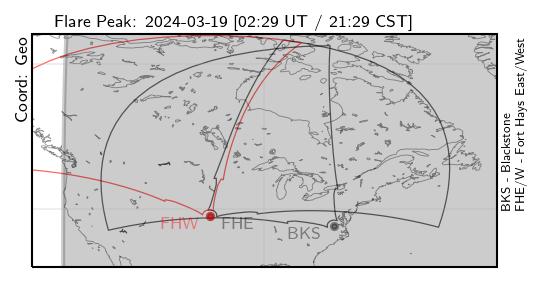 Flare Peak: 2024-03-19 [02:29 UT / 21:29 CST]
Coord: Geo
FHW
FHE
BKS
BKS - Blackstone
FHE/W - Fort Hays East/West